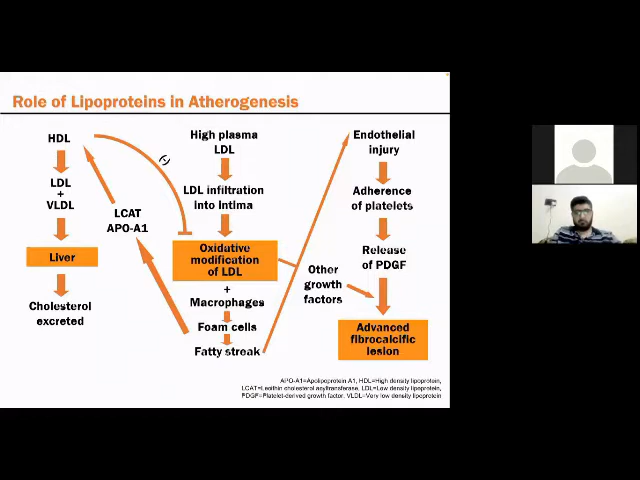 Role of Lipoproteins in Atherogenesis
HDL
LDL
+
VLDL
Liver
Cholesterol
excreted
LCAT
APO-A1
(-)
High plasma
LDL
LDL infiltration
into intima
Oxidative
modification
of LDL
+
Macrophages
Foam cells
Fatty streak
Endothelial
injury
Adherence
of platelets
Release
of PDGF
Other
growth
factors
Advanced
fibrocalcific
lesion
APO-A1=Apolipoprotein A1, HDL=High density lipoprotein,
LCAT=Lecithin cholesterol acyltransferase, LDL=Low density lipoprotein,
PDGF=Platelet-derived growth factor, VLDL=Very low density lipoprotein